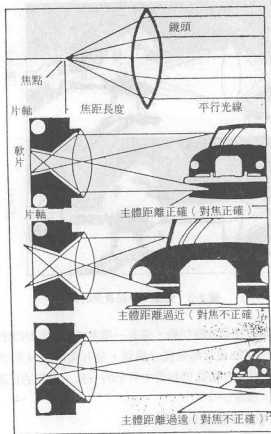 鏡頭
焦點
焦距長度
平行光線
片軸
軟片
片軸
主體距離正確（對焦正確）
主體距離過近（對焦不正確）
主體距離過遠（對焦不正確）